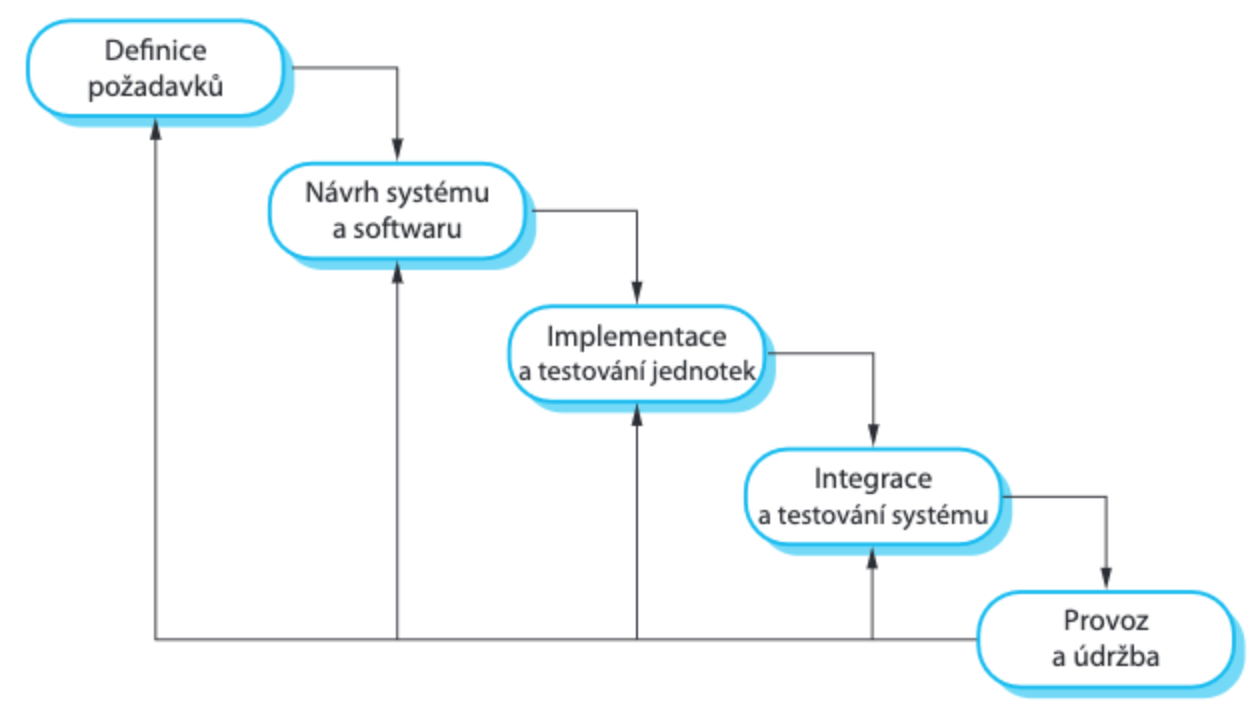 Definice
požadavků
Návrh systému
a softwaru
Implementace
a testování jednotek
Integrace
a testování systému
Provoz
a údržba